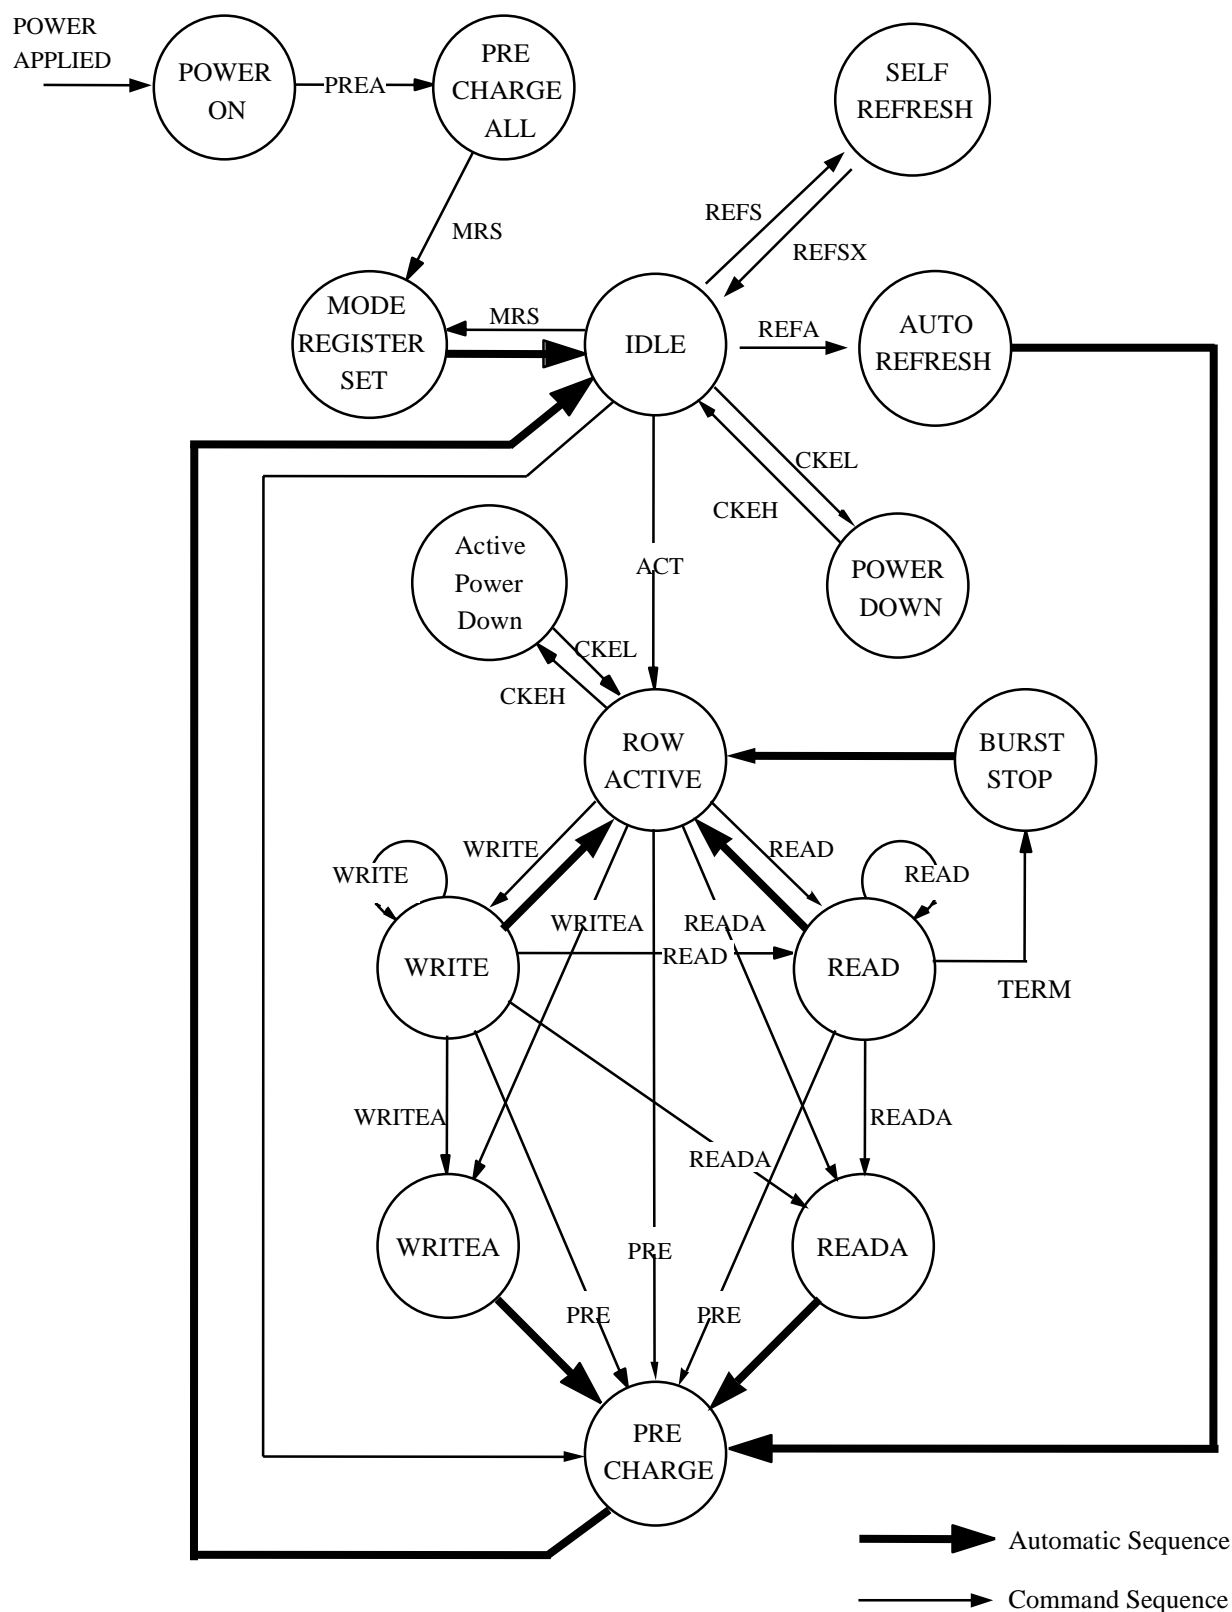 POWER
APPLIED
POWER
ON
PREA
PRE
CHARGE
ALL
SELF
REFRESH
MRS
REFS
REFSX
MODE
REGISTER
SET
MRS
IDLE
REFA
AUTO
REFRESH
CKEL
CKEH
Active
Power
Down
ACT
POWER
DOWN
CKEL
CKEH
ROW
ACTIVE
BURST
STOP
WRITE
READ
WRITE
READ
WRITEA
READA
WRITE
READ
READ
TERM
WRITEA
READA
READA
WRITEA
PRE
READA
PRE
PRE
PRE
CHARGE
Automatic Sequence
Command Sequence